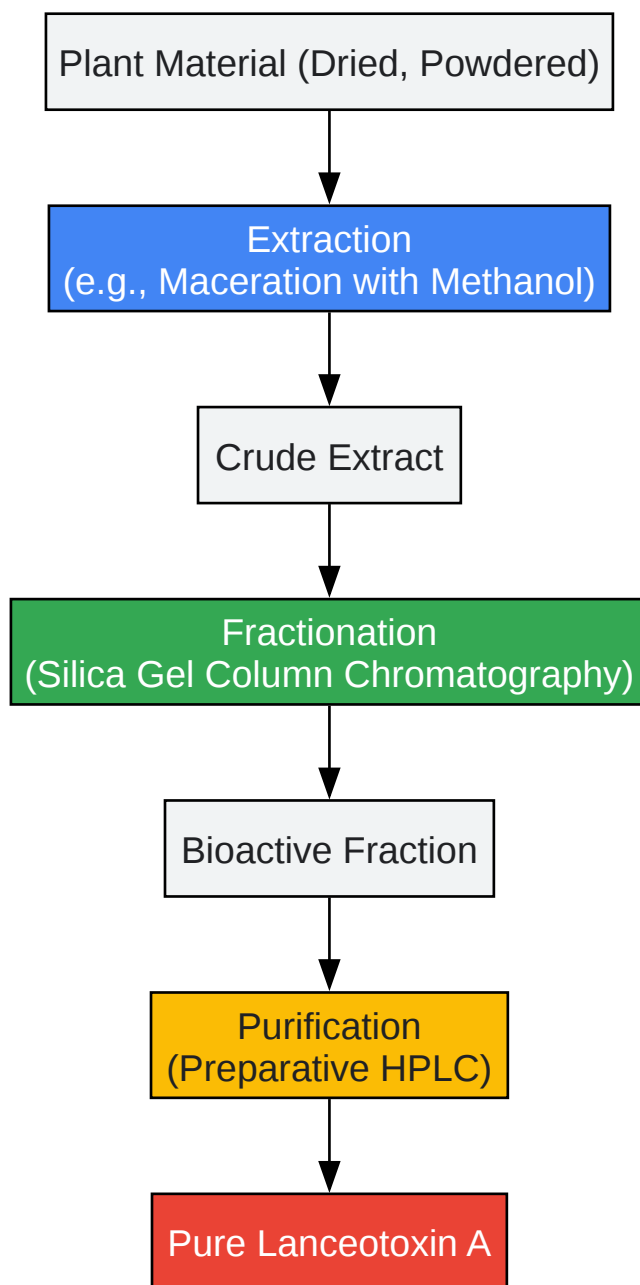 Plant Material (Dried, Powdered)
Extraction
(e.g., Maceration with Methanol)
Crude Extract
Fractionation
(Silica Gel Column Chromatography)
Bioactive Fraction
Purification
(Preparative HPLC)
Pure Lanceotoxin A